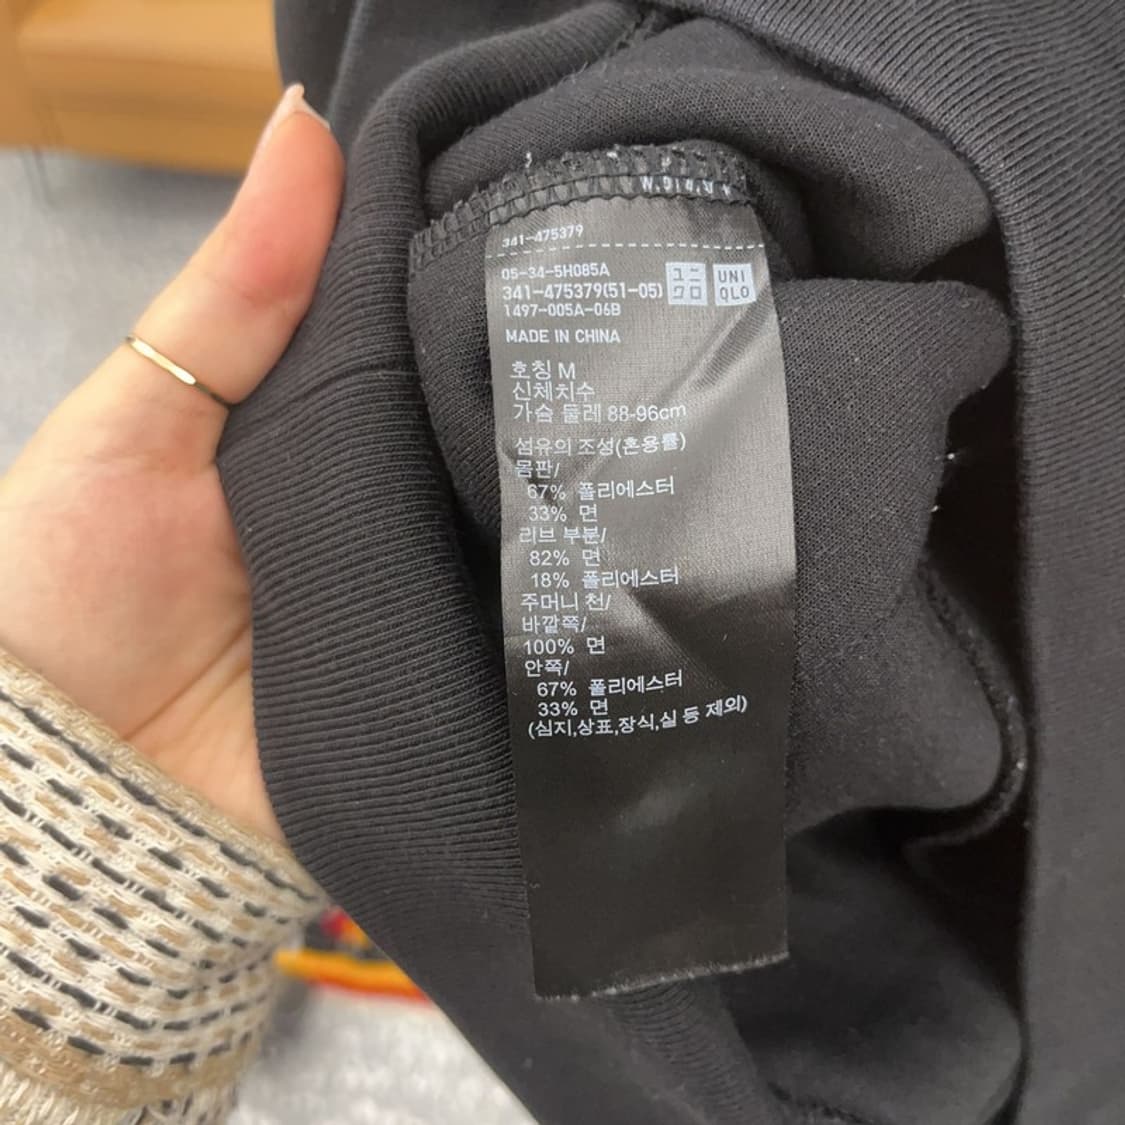 341-475379
05-34-5H085A
341-475379(51-05)
1497-005A-06B
ユニ
クロ
UNI
QLO
MADE IN CHINA
호칭 M
신체치수
가슴 둘레 88-96cm
섬유의 조성(혼용률)
몸판/
67% 폴리에스터
33% 면
리브 부분/
82% 면
18% 폴리에스터
주머니 천/
바깥쪽/
100% 면
안쪽/
67% 폴리에스터
33% 면
(심지,상표,장식,실 등 제외)